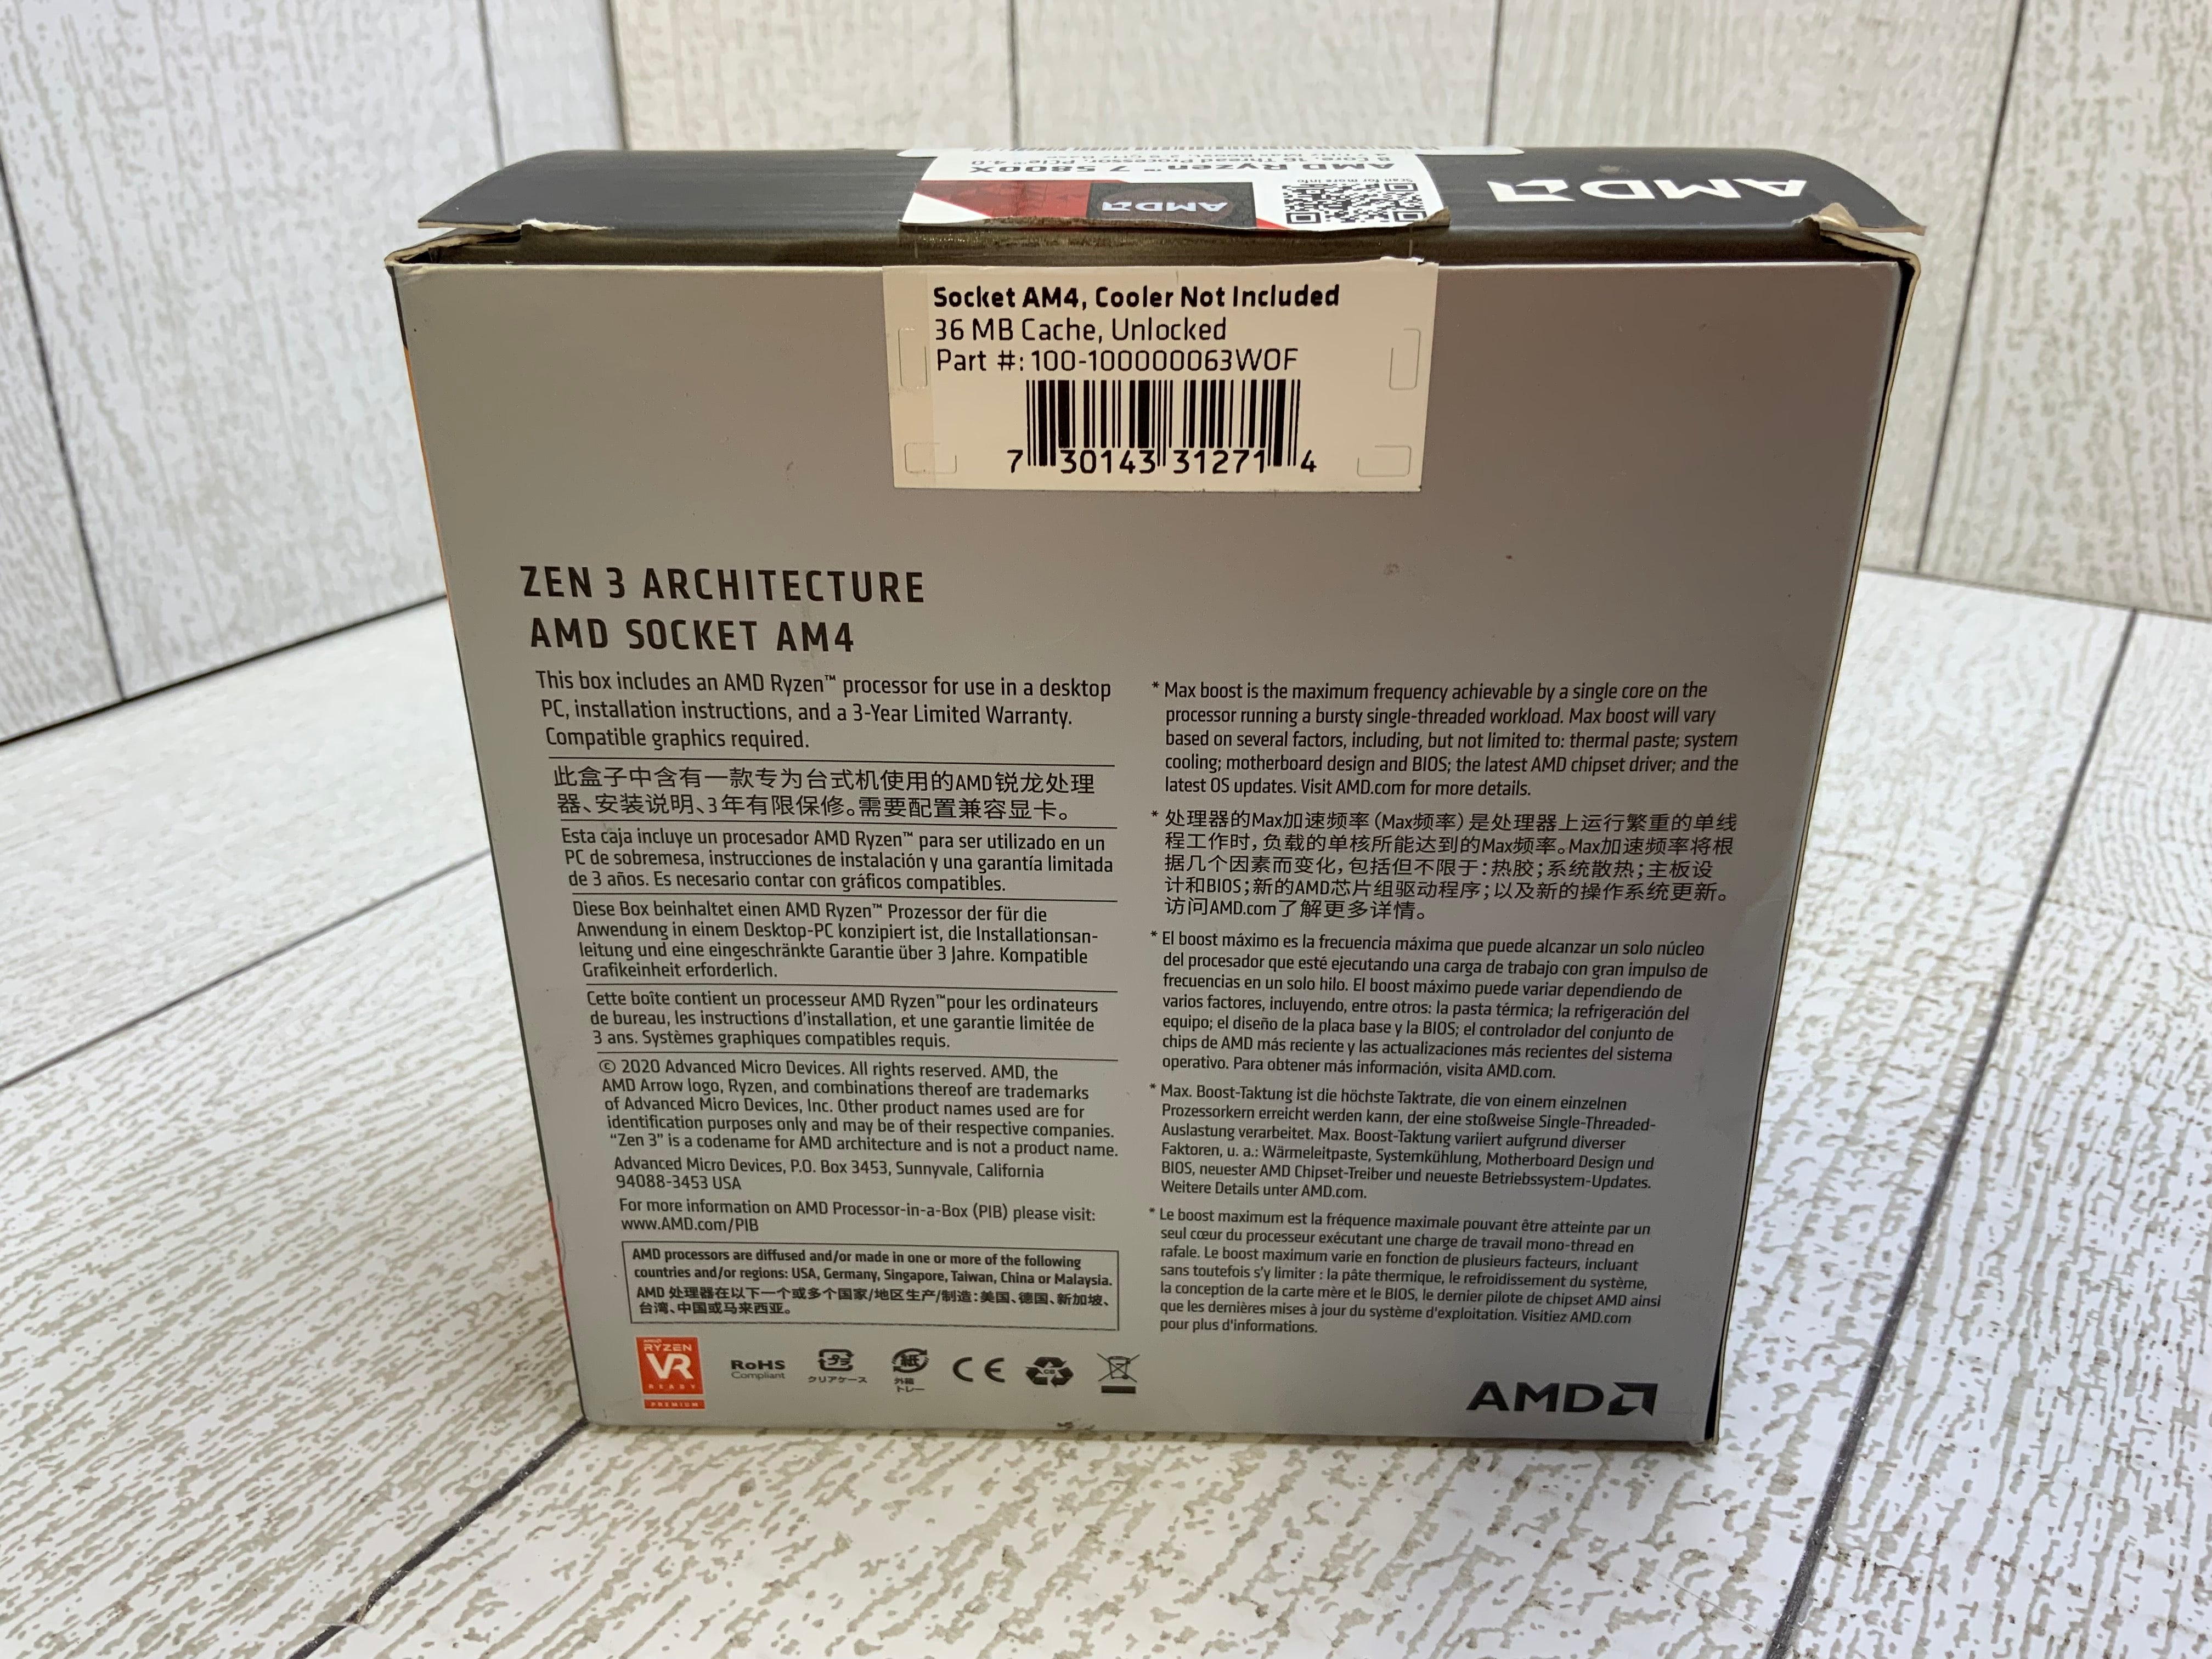 AMD
AMD Ryzen™ 7 5800X
8 Core, 16 Thread Processor, PCIe® 4.0
AMD
Scan for more info
Socket AM4, Cooler Not Included
36 MB Cache, Unlocked
Part #: 100-100000063WOF
7 30143 31271 4
ZEN 3 ARCHITECTURE
AMD SOCKET AM4
This box includes an AMD Ryzen™ processor for use in a desktop
PC, installation instructions, and a 3-Year Limited Warranty.
Compatible graphics required.
此盒子中含有一款专为台式机使用的AMD锐龙处理
器、安装说明、3年有限保修。需要配置兼容显卡。
Esta caja incluye un procesador AMD Ryzen™ para ser utilizado en un
PC de sobremesa, instrucciones de instalación y una garantía limitada
de 3 años. Es necesario contar con gráficos compatibles.
Diese Box beinhaltet einen AMD Ryzen™ Prozessor der für die
Anwendung in einem Desktop-PC konzipiert ist, die Installationsan-
leitung und eine eingeschränkte Garantie über 3 Jahre. Kompatible
Grafikeinheit erforderlich.
Cette boîte contient un processeur AMD Ryzen™pour les ordinateurs
de bureau, les instructions d'installation, et une garantie limitée de
3 ans. Systèmes graphiques compatibles requis.
© 2020 Advanced Micro Devices. All rights reserved. AMD, the
AMD Arrow logo, Ryzen, and combinations thereof are trademarks
of Advanced Micro Devices, Inc. Other product names used are for
identification purposes only and may be of their respective companies.
“Zen 3” is a codename for AMD architecture and is not a product name.
Advanced Micro Devices, P.O. Box 3453, Sunnyvale, California
94088-3453 USA
For more information on AMD Processor-in-a-Box (PIB) please visit:
www.AMD.com/PIB
AMD processors are diffused and/or made in one or more of the following
countries and/or regions: USA, Germany, Singapore, Taiwan, China or Malaysia.
AMD 处理器在以下一个或多个国家/地区生产/制造：美国、德国、新加坡、
台湾、中国或马来西亚。
AMD
RYZEN
VR
READY
PREMIUM
RoHS
Compliant
プラ
クリアケース
紙
外箱
トレー
CE
* Max boost is the maximum frequency achievable by a single core on the
processor running a bursty single-threaded workload. Max boost will vary
based on several factors, including, but not limited to: thermal paste; system
cooling; motherboard design and BIOS; the latest AMD chipset driver; and the
latest OS updates. Visit AMD.com for more details.
* 处理器的Max加速频率（Max频率）是处理器上运行繁重的单线
程工作时，负载的单核所能达到的Max频率。Max加速频率将根
据几个因素而变化，包括但不限于：热胶；系统散热；主板设
计和BIOS；新的AMD芯片组驱动程序；以及新的操作系统更新。
访问AMD.com了解更多详情。
* El boost máximo es la frecuencia máxima que puede alcanzar un solo núcleo
del procesador que esté ejecutando una carga de trabajo con gran impulso de
frecuencias en un solo hilo. El boost máximo puede variar dependiendo de
varios factores, incluyendo, entre otros: la pasta térmica; la refrigeración del
equipo; el diseño de la placa base y la BIOS; el controlador del conjunto de
chips de AMD más reciente y las actualizaciones más recientes del sistema
operativo. Para obtener más información, visita AMD.com.
* Max. Boost-Taktung ist die höchste Taktrate, die von einem einzelnen
Prozessorkern erreicht werden kann, der eine stoßweise Single-Threaded-
Auslastung verarbeitet. Max. Boost-Taktung variiert aufgrund diverser
Faktoren, u. a.: Wärmeleitpaste, Systemkühlung, Motherboard Design und
BIOS, neuester AMD Chipset-Treiber und neueste Betriebssystem-Updates.
Weitere Details unter AMD.com.
* Le boost maximum est la fréquence maximale pouvant être atteinte par un
seul cœur du processeur exécutant une charge de travail mono-thread en
rafale. Le boost maximum varie en fonction de plusieurs facteurs, incluant
sans toutefois s'y limiter : la pâte thermique, le refroidissement du système,
la conception de la carte mère et le BIOS, le dernier pilote de chipset AMD ainsi
que les dernières mises à jour du système d'exploitation. Visitiez AMD.com
pour plus d'informations.
AMD